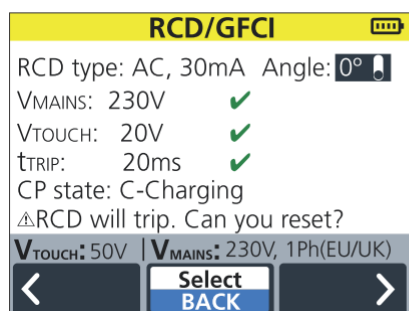 RCD/GFCI
RCD type: AC, 30mA Angle: 0°
VMAINS: 230V ✔
VTOUCH: 20V ✔
tTRIP: 20ms ✔
CP state: C-Charging
⚠RCD will trip. Can you reset?
VTOUCH: 50V | VMAINS: 230V, 1Ph(EU/UK)
Select
BACK